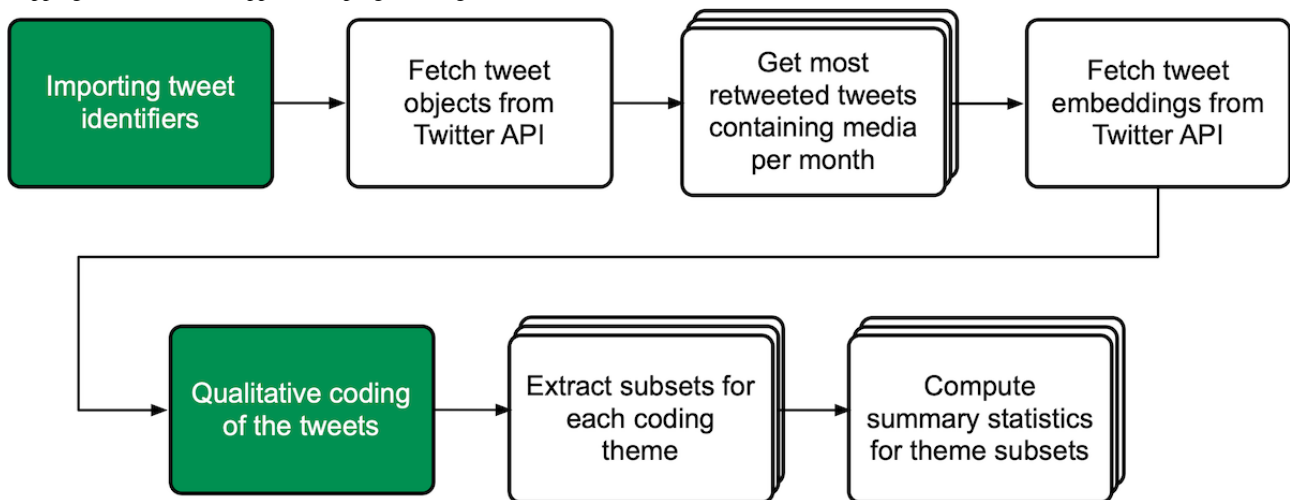 Importing tweet
identifiers
Fetch tweet
objects from
Twitter API
Get most
retweeted tweets
containing media
per month
Fetch tweet
embeddings from
Twitter API
Qualitative coding
of the tweets
Extract subsets for
each coding
theme
Compute
summary statistics
for theme subsets